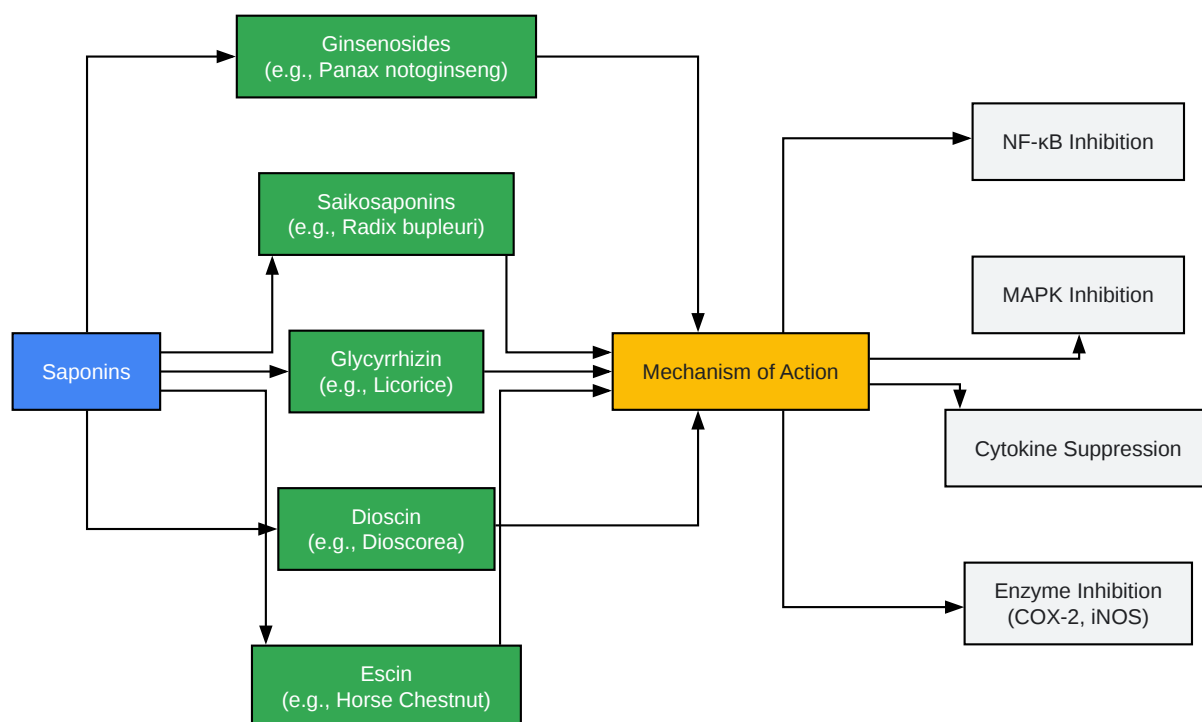 Ginsenosides
(e.g., Panax notoginseng)
NF-κB Inhibition
Saikosaponins
(e.g., Radix bupleuri)
MAPK Inhibition
Saponins
Glycyrrhizin
(e.g., Licorice)
Mechanism of Action
Cytokine Suppression
Dioscin
(e.g., Dioscorea)
Enzyme Inhibition
(COX-2, iNOS)
Escin
(e.g., Horse Chestnut)